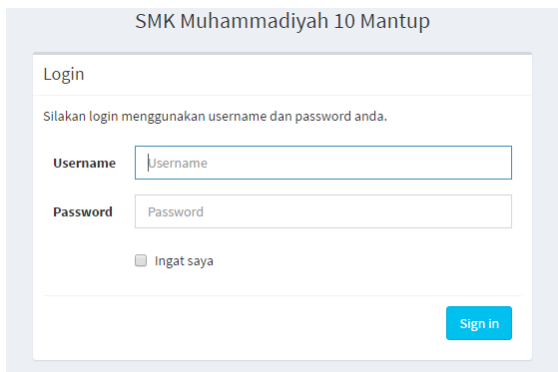 SMK Muhammadiyah 10 Mantup
Login
Silakan login menggunakan username dan password anda.
Username Username
Password Password
Ingat saya
Sign in